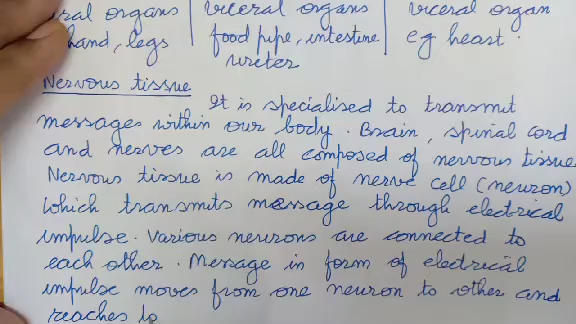 ral organs | visceral organs | visceral organ
hand, legs | food pipe, intestine | eg heart.
ureter
Nervous tissue
It is specialised to transmit
messages within our body. Brain, spinal cord
and nerves are all composed of nervous tissue
Nervous tissue is made of nerve cell (neuron)
which transmits message through electrical
impulse. Various neurons are connected to
each other. Message in form of electrical
impulse moves from one neuron to other and
reaches to